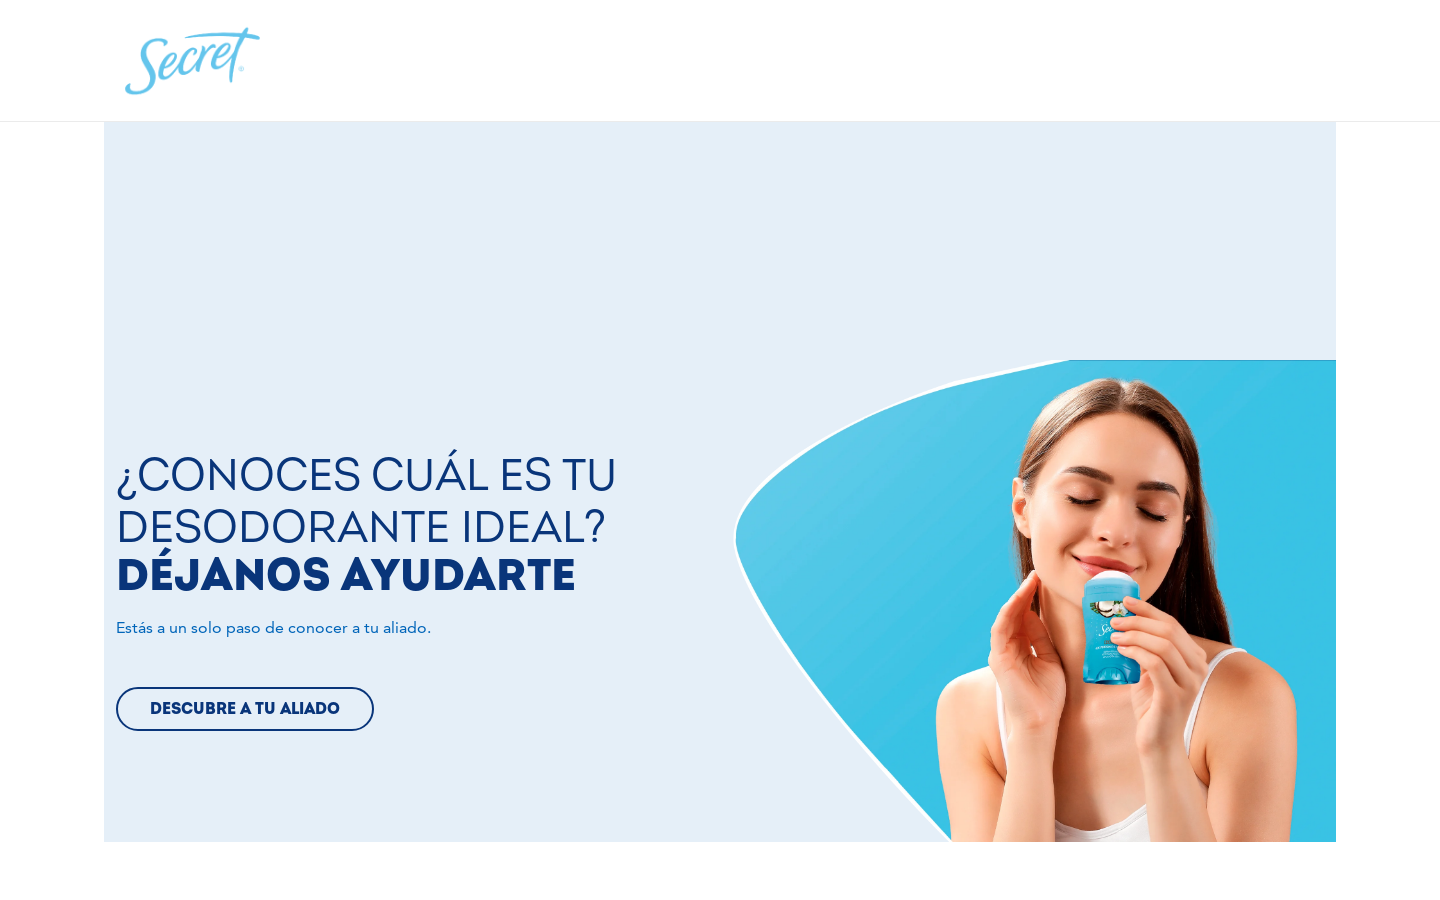 Secret
¿CONOCES CUÁL ES TU
DESODORANTE IDEAL?
DÉJANOS AYUDARTE
Estás a un solo paso de conocer a tu aliado.
DESCUBRE A TU ALIADO